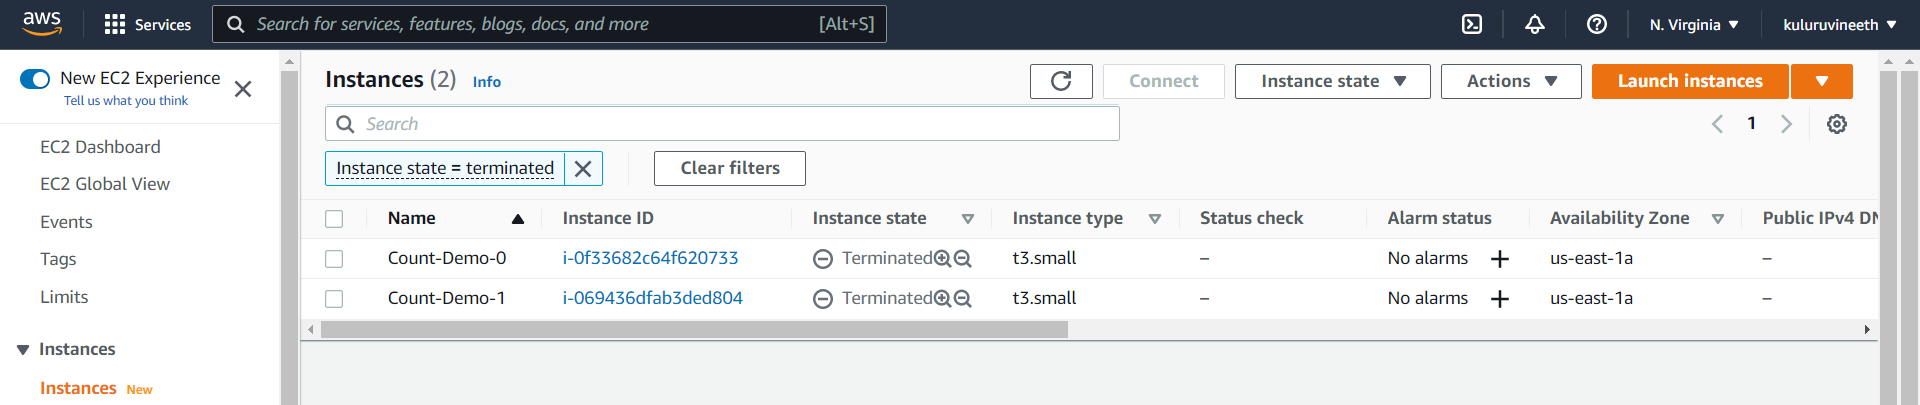 aws Services Search for services, features, blogs, docs, and more [Alt+S] N. Virginia kuluruvineeth
New EC2 Experience
Tell us what you think
EC2 Dashboard
EC2 Global View
Events
Tags
Limits
Instances
Instances New
Instances (2) Info Connect Instance state Actions Launch instances
Search 1
Instance state = terminated Clear filters
Name Instance ID Instance state Instance type Status check Alarm status Availability Zone Public IPv4 DN
Count-Demo-0 i-0f33682c64f620733 Terminated t3.small – No alarms + us-east-1a –
Count-Demo-1 i-069436dfab3ded804 Terminated t3.small – No alarms + us-east-1a –